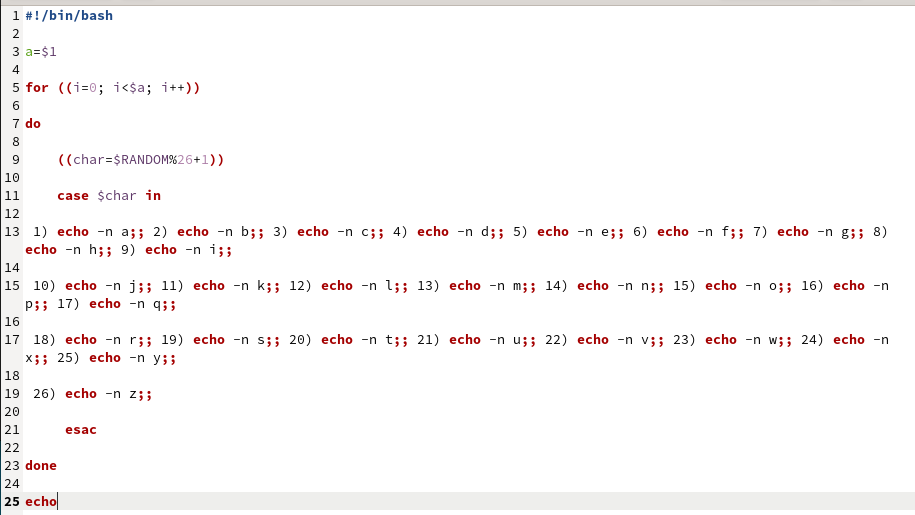 1 #!/bin/bash
2
3 a=$1
4
5 for ((i=0; i<$a; i++))
6
7 do
8
9     ((char=$RANDOM%26+1))
10
11     case $char in
12
13  1) echo -n a;; 2) echo -n b;; 3) echo -n c;; 4) echo -n d;; 5) echo -n e;; 6) echo -n f;; 7) echo -n g;; 8)
echo -n h;; 9) echo -n i;;
14
15  10) echo -n j;; 11) echo -n k;; 12) echo -n l;; 13) echo -n m;; 14) echo -n n;; 15) echo -n o;; 16) echo -n
p;; 17) echo -n q;;
16
17  18) echo -n r;; 19) echo -n s;; 20) echo -n t;; 21) echo -n u;; 22) echo -n v;; 23) echo -n w;; 24) echo -n
x;; 25) echo -n y;;
18
19  26) echo -n z;;
20
21      esac
22
23 done
24
25 echo